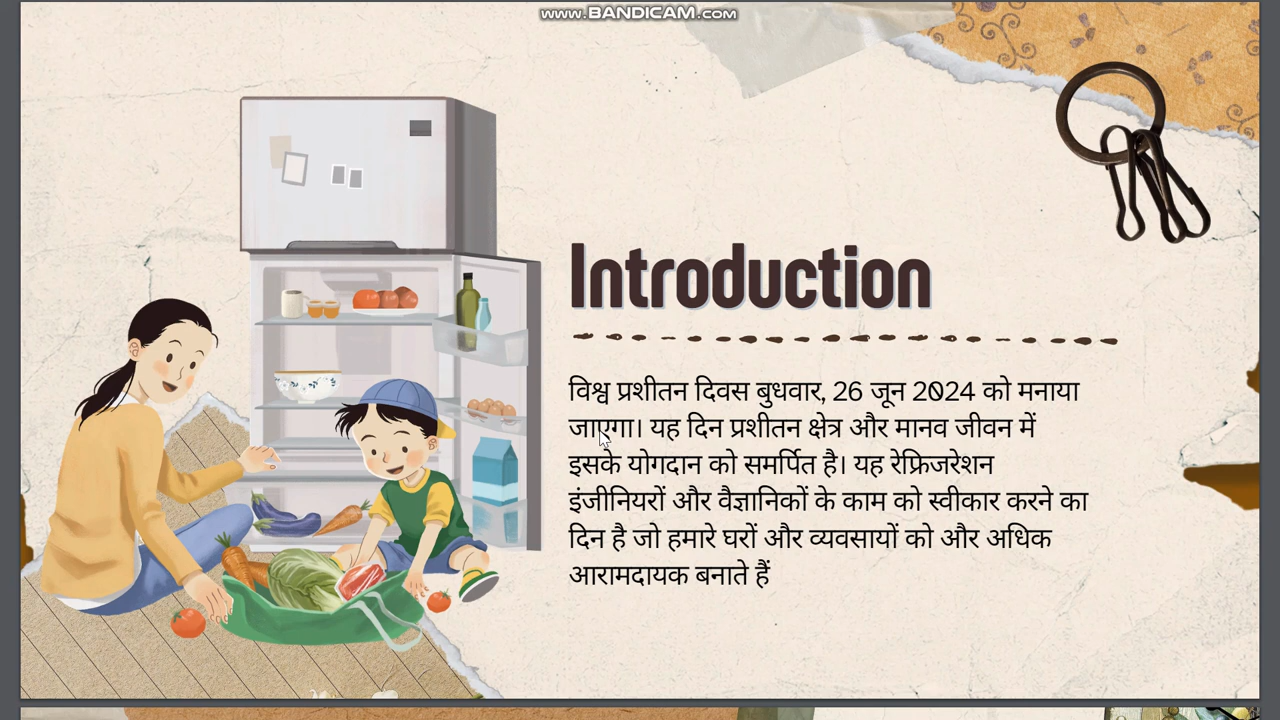 www.BANDICAM.com
Introduction
विश्व प्रशीतन दिवस बुधवार, 26 जून 2024 को मनाया
जाएगा। यह दिन प्रशीतन क्षेत्र और मानव जीवन में
इसके योगदान को समर्पित है। यह रेफ्रिजरेशन
इंजीनियरों और वैज्ञानिकों के काम को स्वीकार करने का
दिन है जो हमारे घरों और व्यवसायों को और अधिक
आरामदायक बनाते हैं